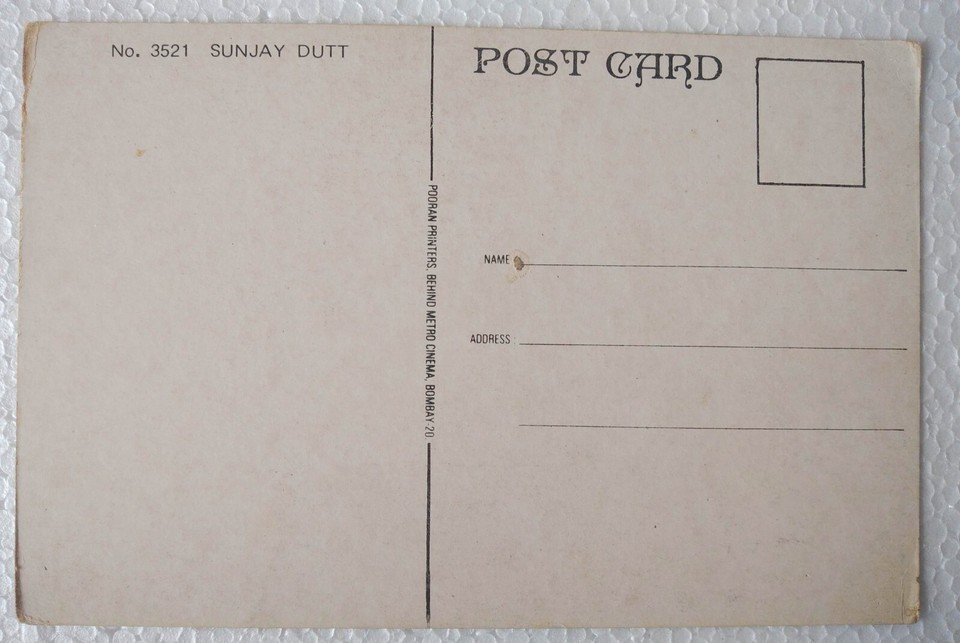 No. 3521 SUNJAY DUTT
POORAN PRINTERS, BEHIND METRO CINEMA, BOMBAY-20.
POST CARD
NAME
ADDRESS :